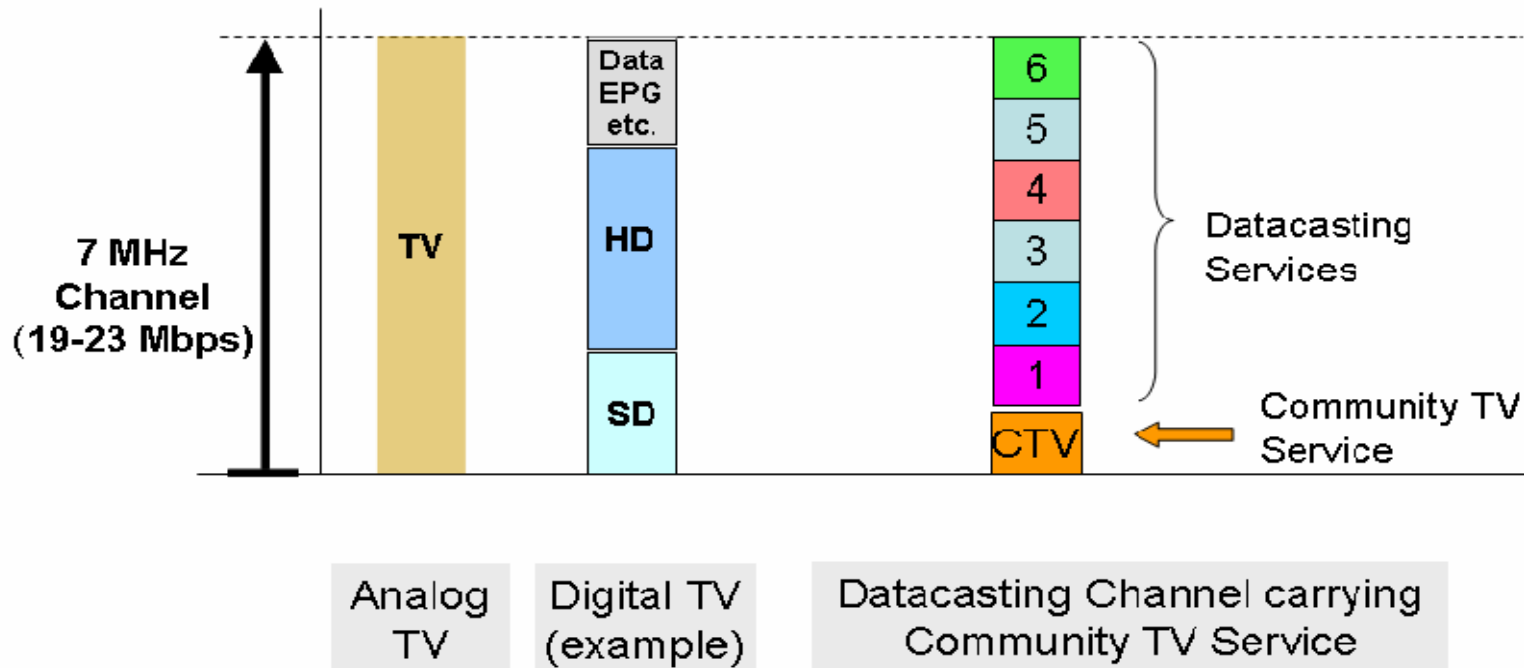 7 MHz
Channel
(19-23 Mbps)
TV
Data
EPG
etc.
HD
SD
6
5
4
3
2
1
CTV
Datacasting
Services
Community TV
Service
Analog
TV
Digital TV
(example)
Datacasting Channel carrying
Community TV Service